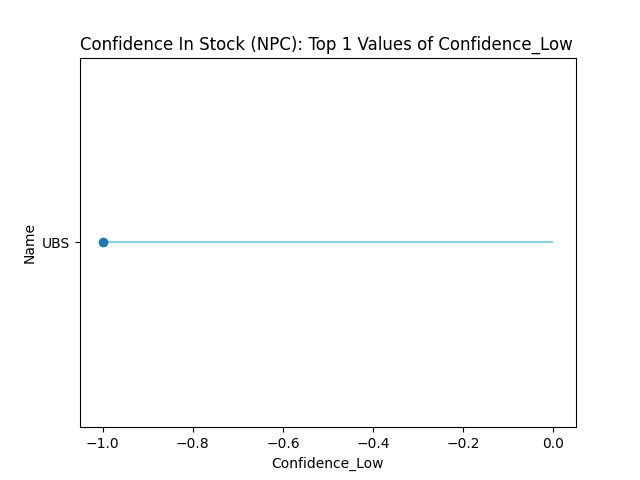 Confidence In Stock (NPC): Top 1 Values of Confidence_Low
Name
UBS
−1.0 −0.8 −0.6 −0.4 −0.2 0.0
Confidence_Low